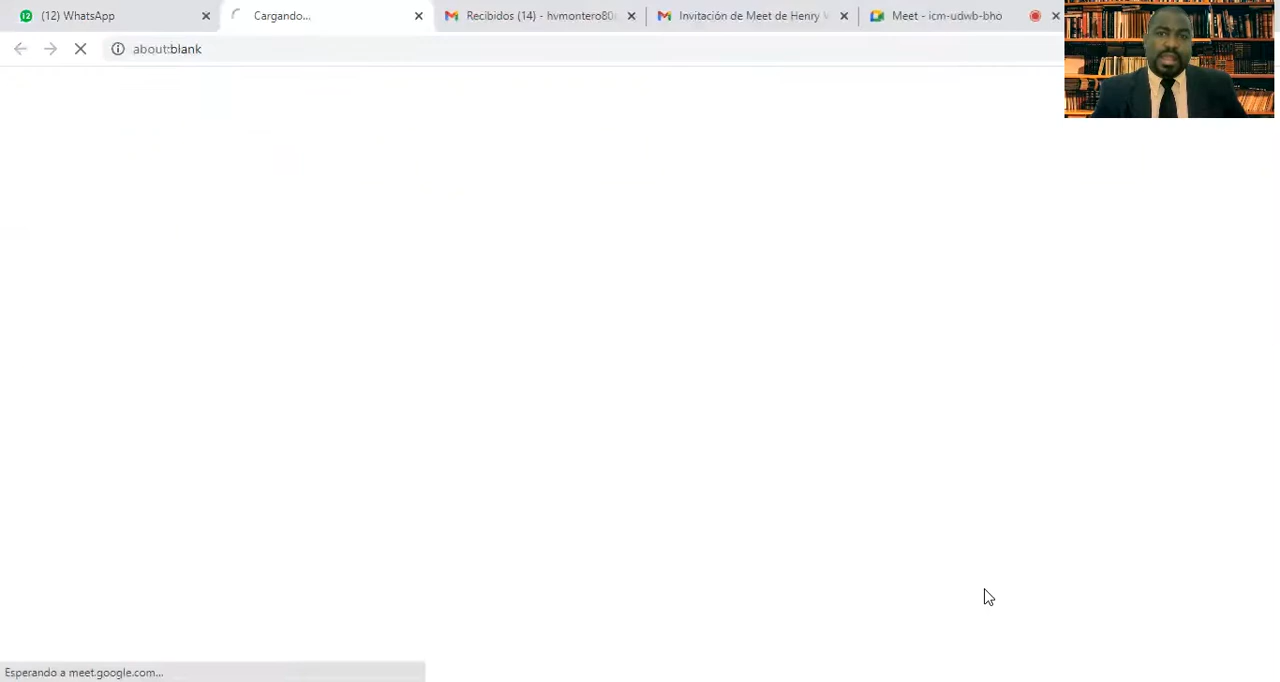 12 (12) WhatsApp
Cargando...
Recibidos (14) - hvmontero80
Invitación de Meet de Henry V
Meet - icm-udwb-bho
about:blank
Esperando a meet.google.com...